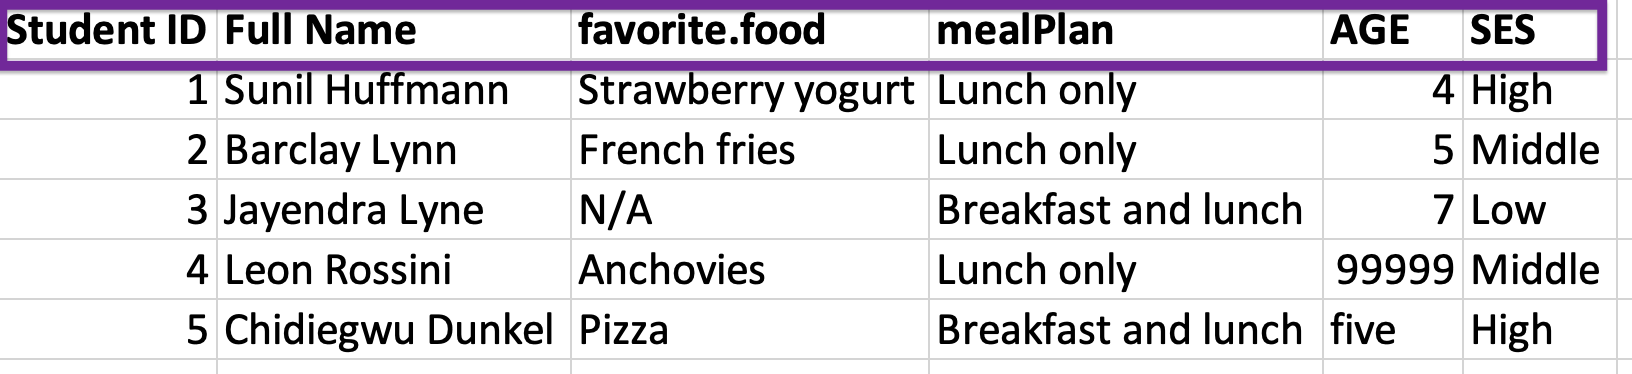 Student ID Full Name favorite.food mealPlan AGE SES
1 Sunil Huffmann Strawberry yogurt Lunch only 4 High
2 Barclay Lynn French fries Lunch only 5 Middle
3 Jayendra Lyne N/A Breakfast and lunch 7 Low
4 Leon Rossini Anchovies Lunch only 99999 Middle
5 Chidiegwu Dunkel Pizza Breakfast and lunch five High